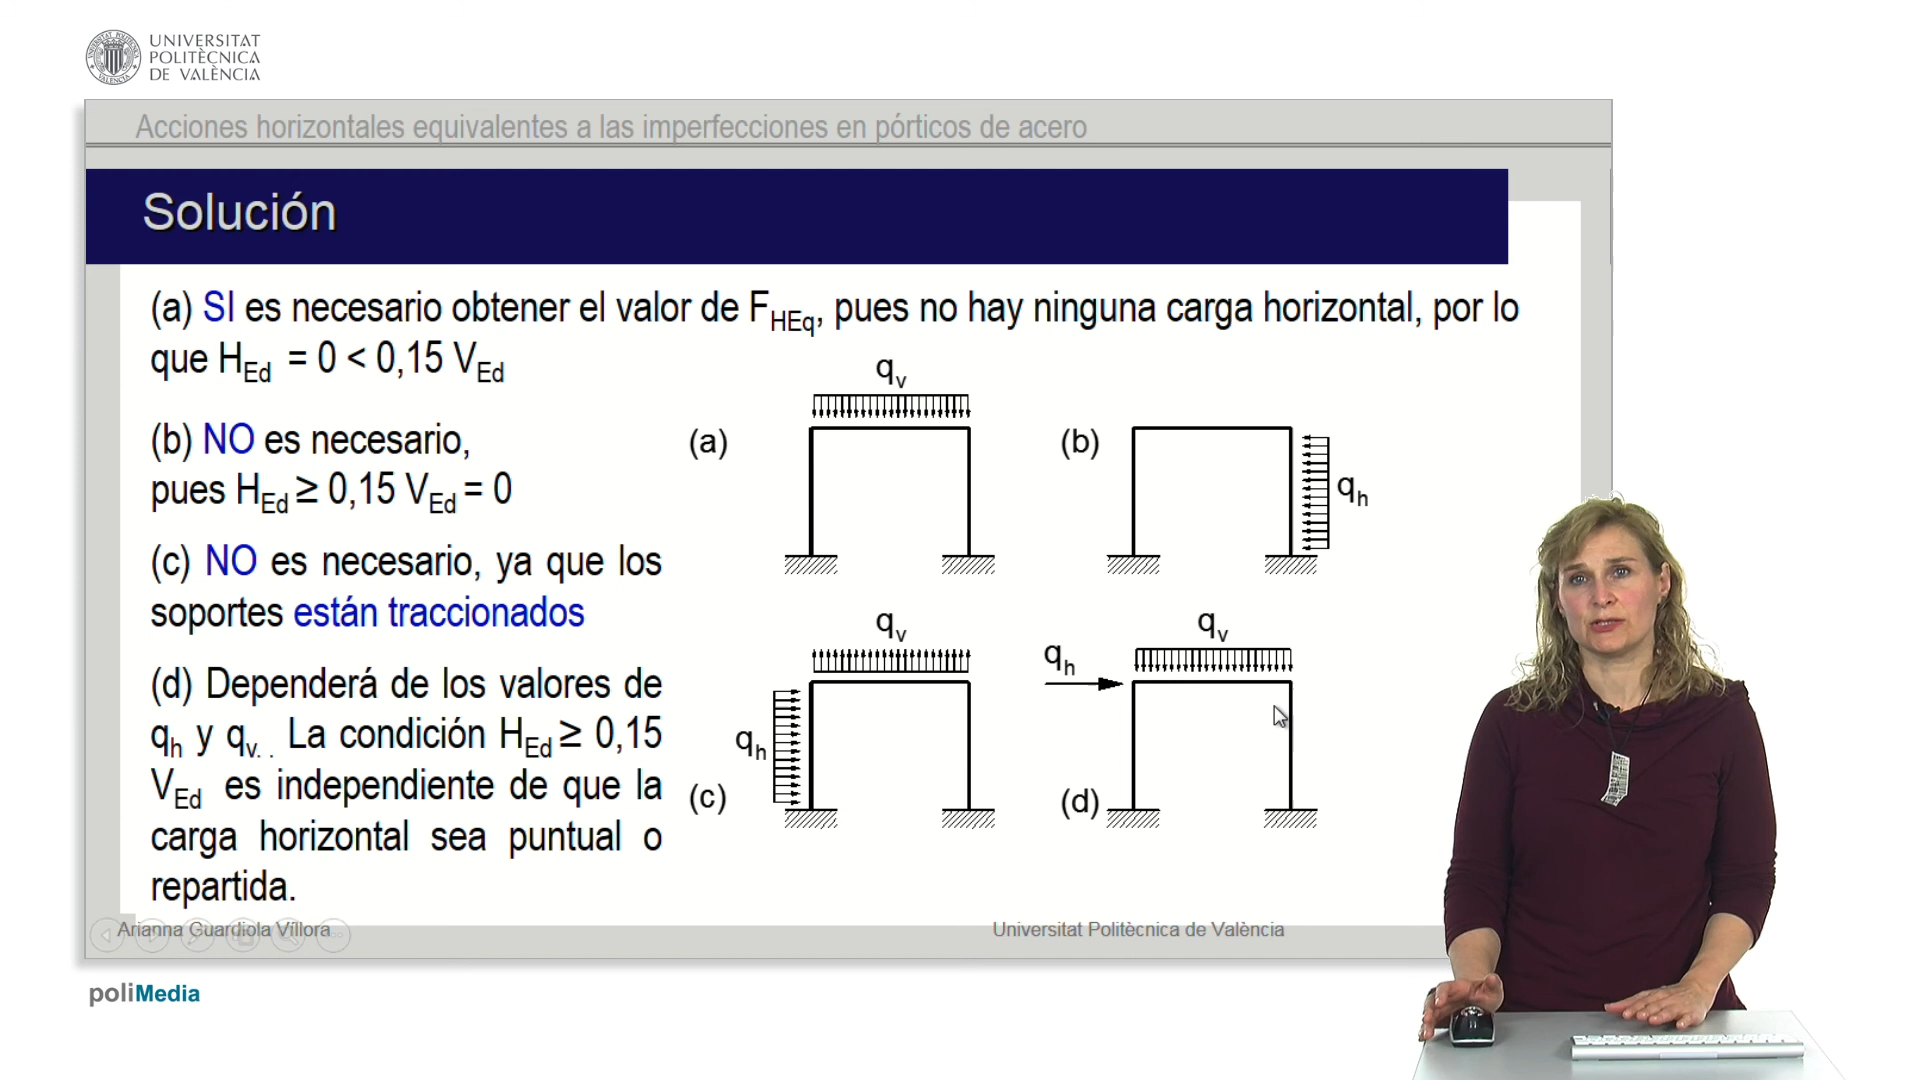 UNIVERSITAT
POLITÈCNICA
DE VALÈNCIA
Acciones horizontales equivalentes a las imperfecciones en pórticos de acero
Solución
(a) SI es necesario obtener el valor de FHEq, pues no hay ninguna carga horizontal, por lo
que HEd = 0 < 0,15 VEd
(b) NO es necesario,
pues HEd ≥ 0,15 VEd = 0
(c) NO es necesario, ya que los
soportes están traccionados
(d) Dependerá de los valores de
qh y qv. . La condición HEd ≥ 0,15
VEd es independiente de que la
carga horizontal sea puntual o
repartida.
qv
(a)
(b)
qh
qv
qh
(c)
qv
qh
(d)
Arianna Guardiola Víllora
Universitat Politècnica de València
poliMedia